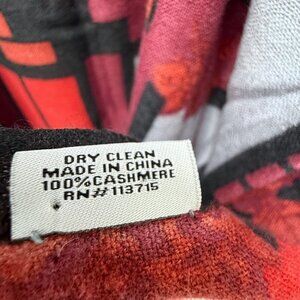 DRY CLEAN
MADE IN CHINA
100%CASHMERE
RN#113715